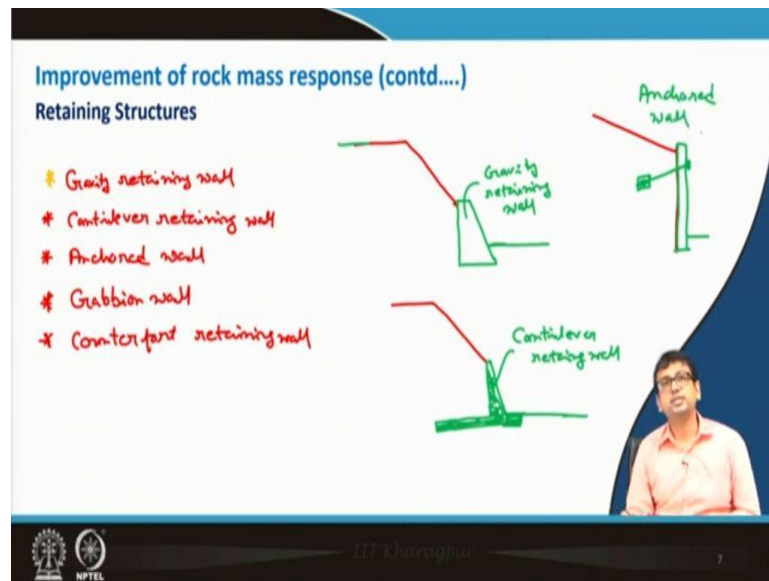 Improvement of rock mass response (contd....)
Retaining Structures
* Gravity retaining wall
* Cantilever retaining wall
* Anchored wall
* Grabbion wall
* Counterfort retaining wall
Gravity
retaining
wall
Anchored
wall
Cantilever
retaining wall
IIT Kharagpur
NPTEL
7